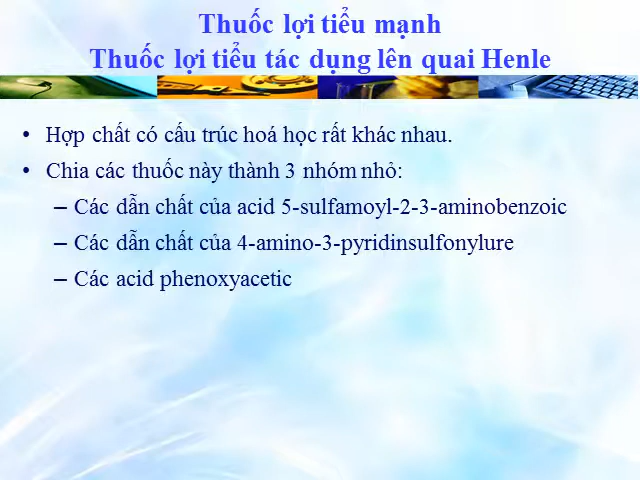 Thuốc lợi tiểu mạnh
Thuốc lợi tiểu tác dụng lên quai Henle
• Hợp chất có cấu trúc hoá học rất khác nhau.
• Chia các thuốc này thành 3 nhóm nhỏ:
– Các dẫn chất của acid 5-sulfamoyl-2-3-aminobenzoic
– Các dẫn chất của 4-amino-3-pyridinsulfonylure
– Các acid phenoxyacetic